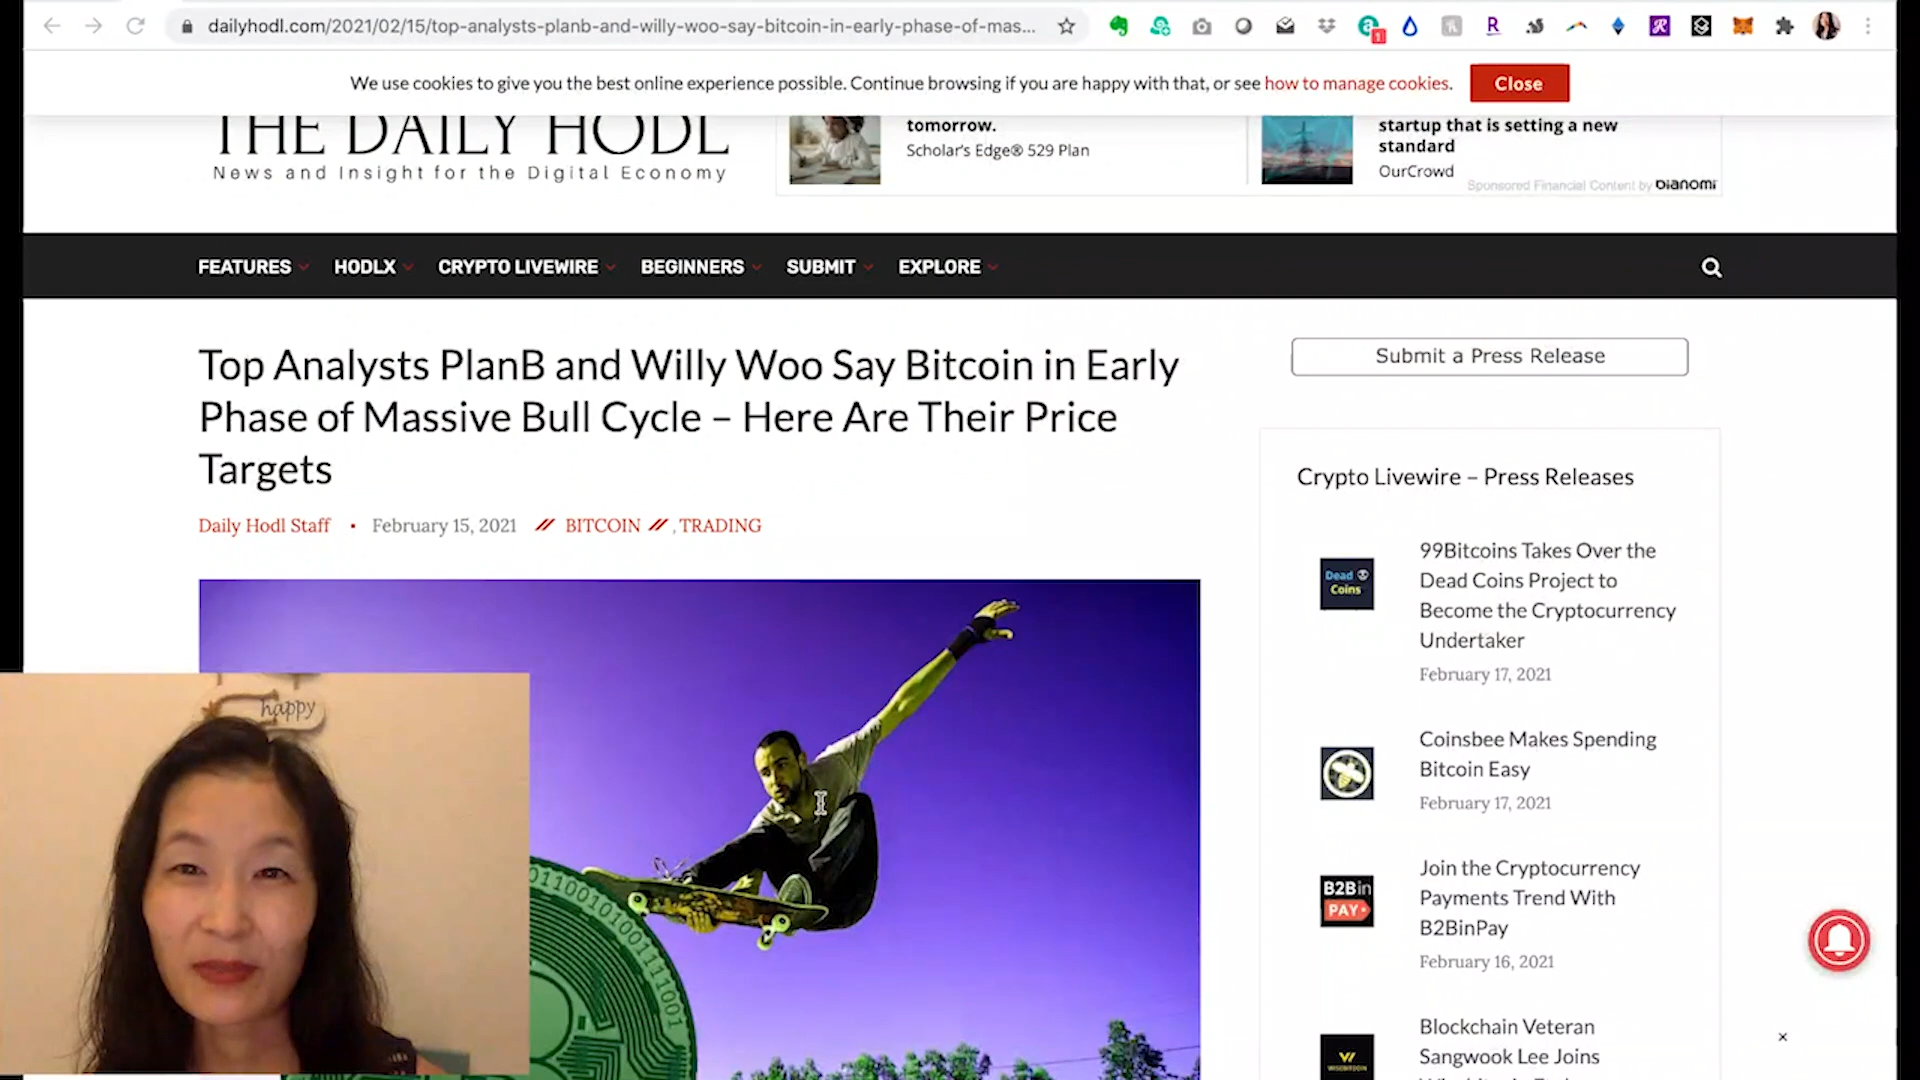 dailyhodl.com/2021/02/15/top-analysts-planb-and-willy-woo-say-bitcoin-in-early-phase-of-mas...
We use cookies to give you the best online experience possible. Continue browsing if you are happy with that, or see how to manage cookies.
Close
THE DAILY HODL
News and Insight for the Digital Economy
tomorrow.
Scholar's Edge® 529 Plan
startup that is setting a new
standard
OurCrowd
Sponsored Financial Content by DIANOMI
FEATURES HODLX CRYPTO LIVEWIRE BEGINNERS SUBMIT EXPLORE
Top Analysts PlanB and Willy Woo Say Bitcoin in Early
Phase of Massive Bull Cycle – Here Are Their Price
Targets
Daily Hodl Staff • February 15, 2021 // BITCOIN // , TRADING
happy
Submit a Press Release
Crypto Livewire – Press Releases
Dead
Coins
99Bitcoins Takes Over the
Dead Coins Project to
Become the Cryptocurrency
Undertaker
February 17, 2021
Coinsbee Makes Spending
Bitcoin Easy
February 17, 2021
B2Bin
PAY
Join the Cryptocurrency
Payments Trend With
B2BinPay
February 16, 2021
Blockchain Veteran
Sangwook Lee Joins